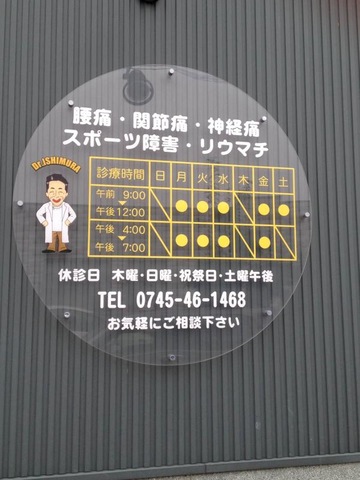 腰痛・関節痛・神経痛
スポーツ障害・リウマチ
Dr.ISHIMURA
診療時間 日 月 火 水 木 金 土
午前 9:00
午後 12:00 ● ● ● ● ●
午後 4:00
午後 7:00 ● ● ● ●
休診日 木曜・日曜・祝祭日・土曜午後
TEL 0745-46-1468
お気軽にご相談下さい